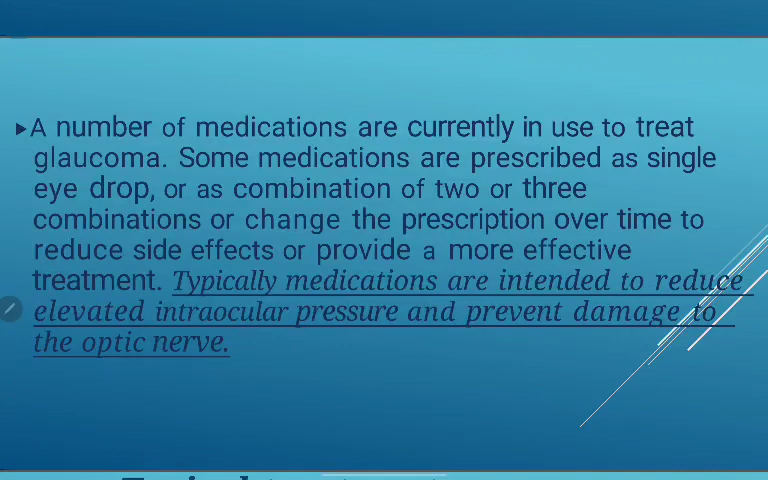 ▸A number of medications are currently in use to treat
glaucoma. Some medications are prescribed as single
eye drop, or as combination of two or three
combinations or change the prescription over time to
reduce side effects or provide a more effective
treatment. Typically medications are intended to reduce
elevated intraocular pressure and prevent damage to
the optic nerve.